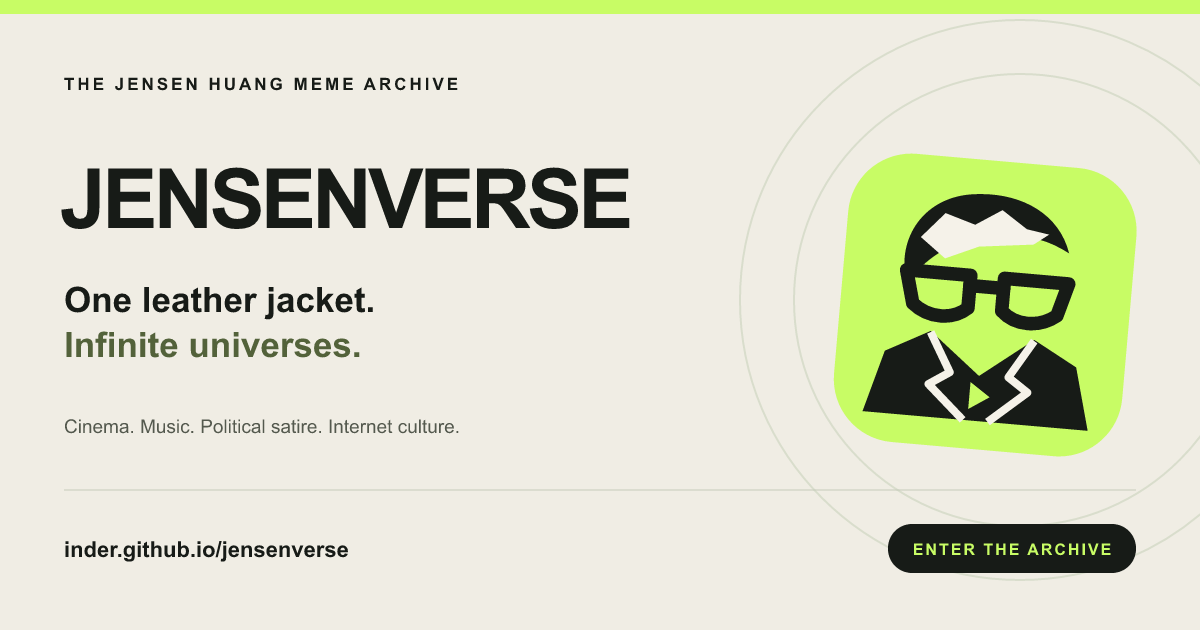 THE JENSEN HUANG MEME ARCHIVE
JENSENVERSE
One leather jacket.
Infinite universes.
Cinema. Music. Political satire. Internet culture.
inder.github.io/jensenverse
ENTER THE ARCHIVE